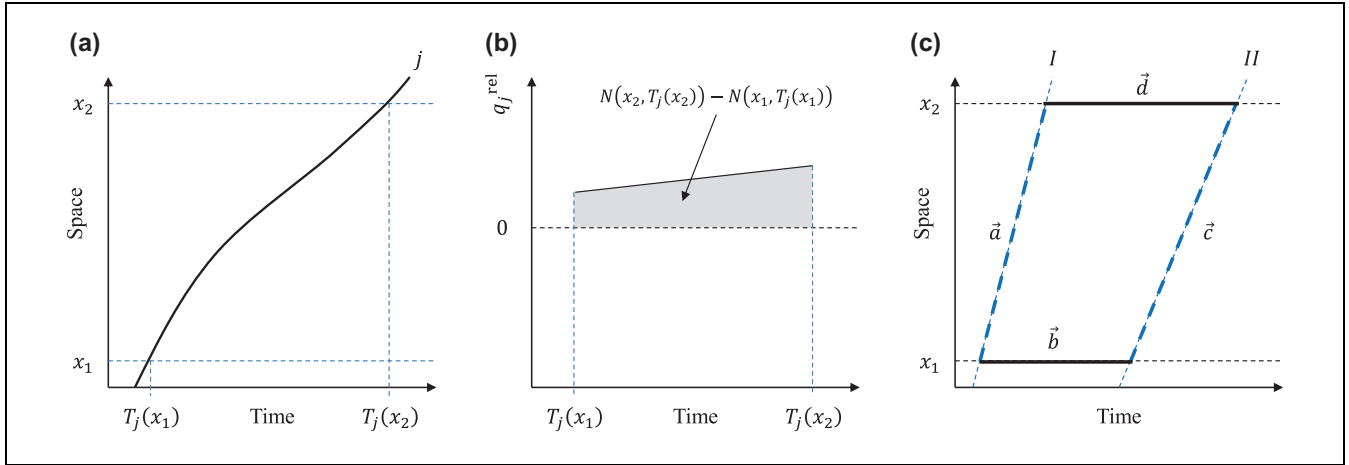 (a)
j
x₂
Space
x₁
Tⱼ(x₁)
Time
Tⱼ(x₂)
(b)
qⱼʳᵉˡ
N(x₂, Tⱼ(x₂)) − N(x₁, Tⱼ(x₁))
0
Tⱼ(x₁)
Time
Tⱼ(x₂)
(c)
I
II
x₂
d⃗
Space
a⃗
c⃗
b⃗
x₁
Time